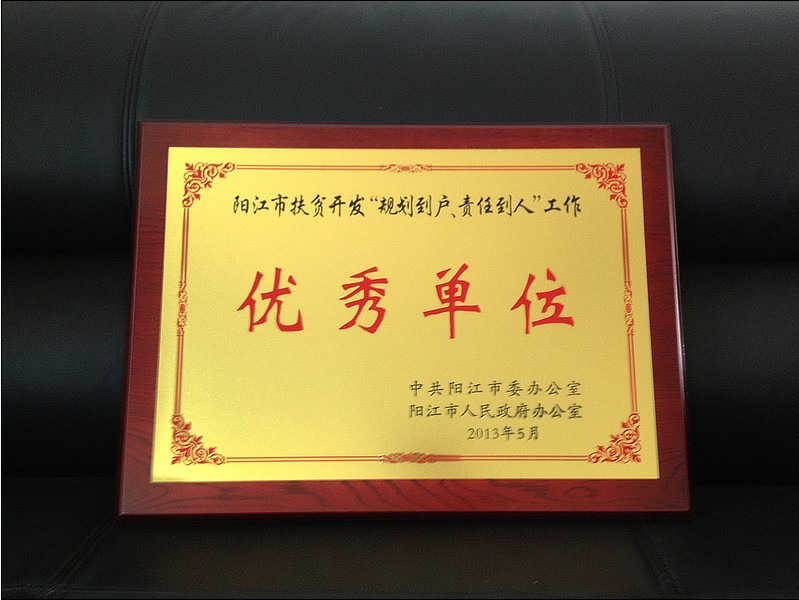 阳江市扶贫开发“规划到户、责任到人”工作
优秀单位
中共阳江市委办公室
阳江市人民政府办公室
2013年5月